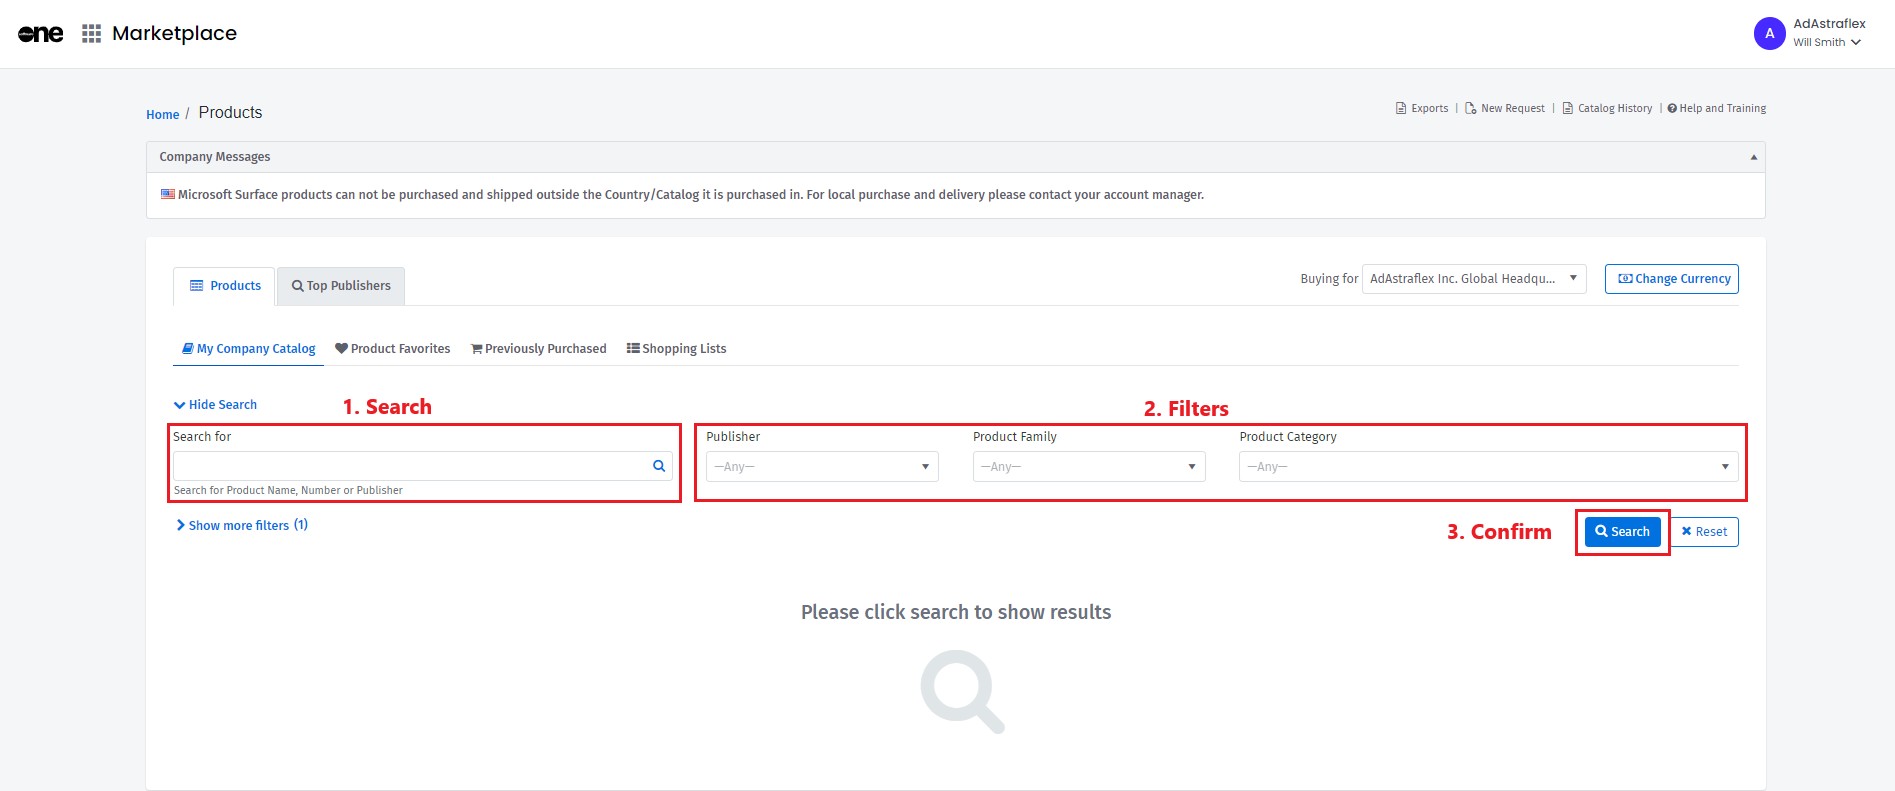 one Marketplace
A
AdAstraflex
Will Smith
Home / Products
Exports | New Request | Catalog History | Help and Training
Company Messages
Microsoft Surface products can not be purchased and shipped outside the Country/Catalog it is purchased in. For local purchase and delivery please contact your account manager.
Products Top Publishers
Buying for AdAstraflex Inc. Global Headqu... Change Currency
My Company Catalog Product Favorites Previously Purchased Shopping Lists
Hide Search 1. Search 2. Filters
Search for Publisher Product Family Product Category
—Any— —Any— —Any—
Search for Product Name, Number or Publisher
Show more filters (1) 3. Confirm Search Reset
Please click search to show results